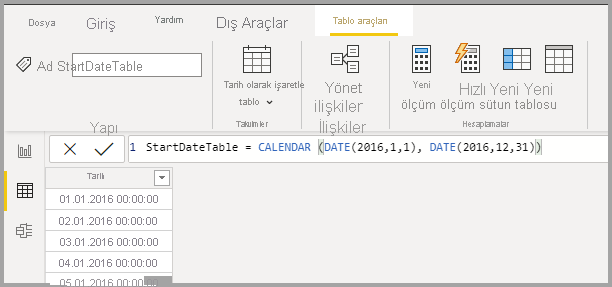 Dosya Giriş Yardım Dış Araçlar Tablo araçları
Ad StartDateTable
Tarih olarak işaretle
tablo
Yönet
ilişkiler
Yeni Hızlı Yeni Yeni
ölçüm ölçüm sütun tablosu
Yapı Takvimler İlişkiler Hesaplamalar
1 StartDateTable = CALENDAR (DATE(2016,1,1), DATE(2016,12,31))
Tarih
01.01.2016 00:00:00
02.01.2016 00:00:00
03.01.2016 00:00:00
04.01.2016 00:00:00
05.01.2016 00:00:00